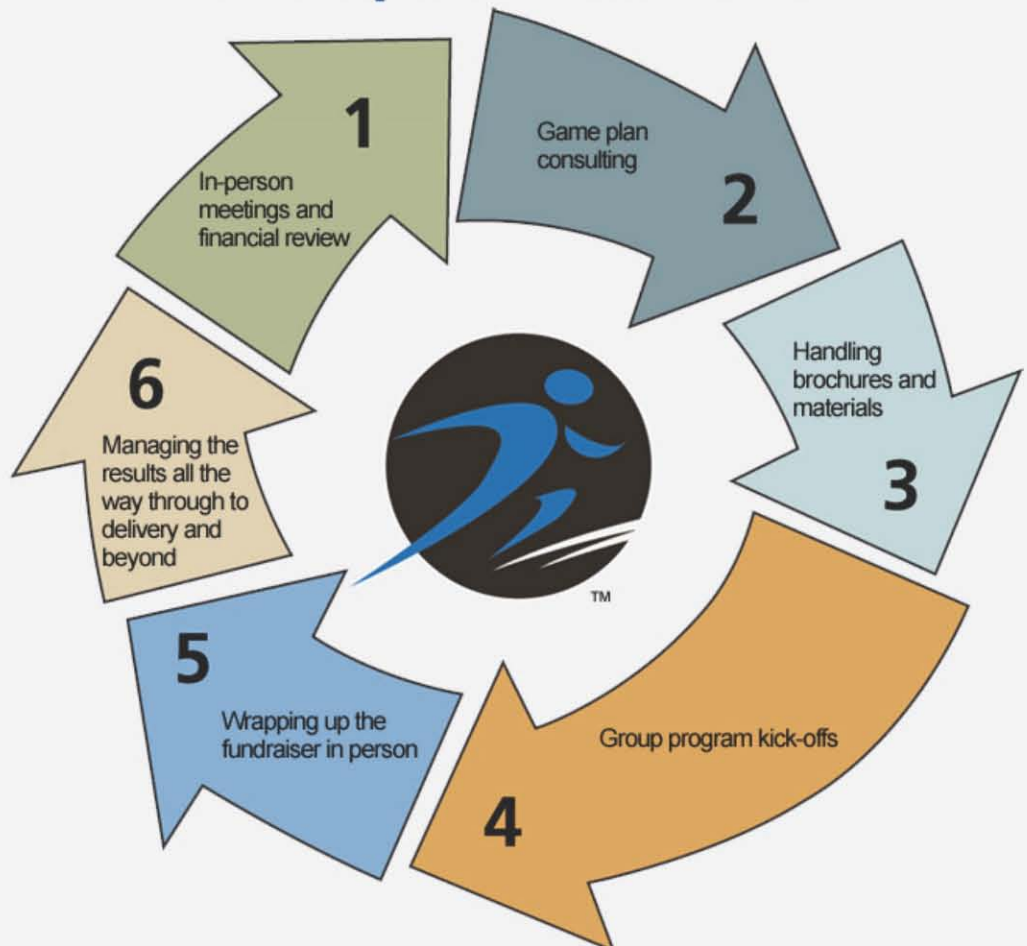 1
In-person
meetings and
financial review
2
Game plan
consulting
3
Handling
brochures and
materials
4
Group program kick-offs
5
Wrapping up the
fundraiser in person
6
Managing the
results all the
way through to
delivery and
beyond
TM